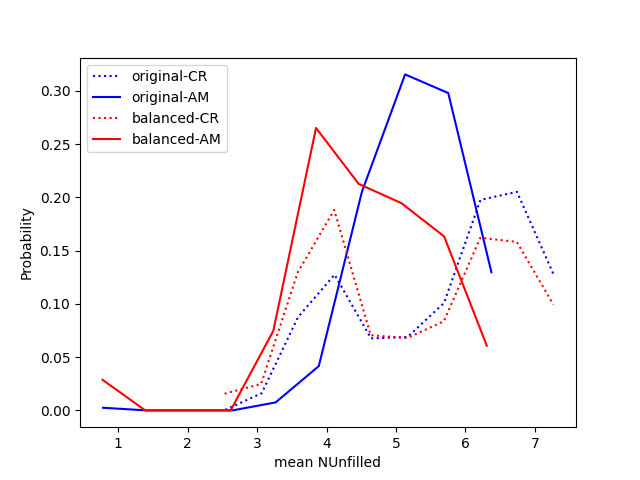 original-CR
original-AM
balanced-CR
balanced-AM
Probability
0.30
0.25
0.20
0.15
0.10
0.05
0.00
1 2 3 4 5 6 7
mean NUnfilled